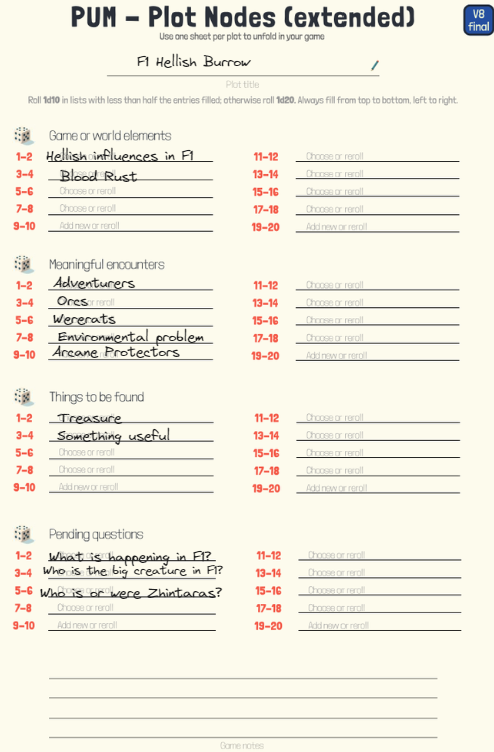 PUM - Plot Nodes (extended)
V8 final
Use one sheet per plot to unfold in your game
F1 Hellish Burrow
Plot title
Roll 1d10 in lists with less than half the entries filled; otherwise roll 1d20. Always fill from top to bottom, left to right.
Game or world elements
1-2 Hellish influences in F1 11-12 Choose or reroll
3-4 Blood Rust 13-14 Choose or reroll
5-6 Choose or reroll 15-16 Choose or reroll
7-8 Choose or reroll 17-18 Choose or reroll
9-10 Add new or reroll 19-20 Add new or reroll
Meaningful encounters
1-2 Adventurers 11-12 Choose or reroll
3-4 Orcs 13-14 Choose or reroll
5-6 Wererats 15-16 Choose or reroll
7-8 Environmental problem 17-18 Choose or reroll
9-10 Arcane Protectors 19-20 Add new or reroll
Things to be found
1-2 Treasure 11-12 Choose or reroll
3-4 Something useful 13-14 Choose or reroll
5-6 Choose or reroll 15-16 Choose or reroll
7-8 Choose or reroll 17-18 Choose or reroll
9-10 Add new or reroll 19-20 Add new or reroll
Pending questions
1-2 What is happening in F1? 11-12 Choose or reroll
3-4 Who is the big creature in F1? 13-14 Choose or reroll
5-6 Who is or were Zhintaras? 15-16 Choose or reroll
7-8 Choose or reroll 17-18 Choose or reroll
9-10 Add new or reroll 19-20 Add new or reroll
Game notes